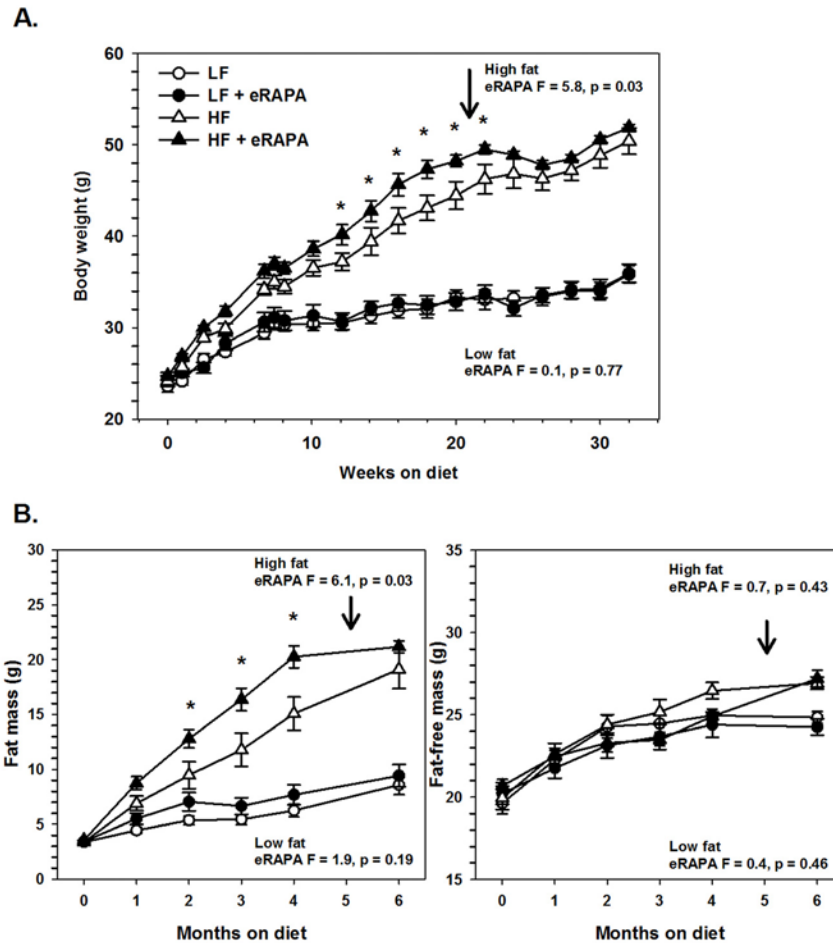 A.
60
50
40
30
20
Body weight (g)
LF
LF + eRAPA
HF
HF + eRAPA
High fat
eRAPA F = 5.8, p = 0.03
* * * * * *
Low fat
eRAPA F = 0.1, p = 0.77
0 10 20 30
Weeks on diet
B.
30
25
20
15
10
5
0
Fat mass (g)
High fat
eRAPA F = 6.1, p = 0.03
* * *
Low fat
eRAPA F = 1.9, p = 0.19
0 1 2 3 4 5 6
Months on diet
35
30
25
20
15
Fat-free mass (g)
High fat
eRAPA F = 0.7, p = 0.43
Low fat
eRAPA F = 0.4, p = 0.46
0 1 2 3 4 5 6
Months on diet